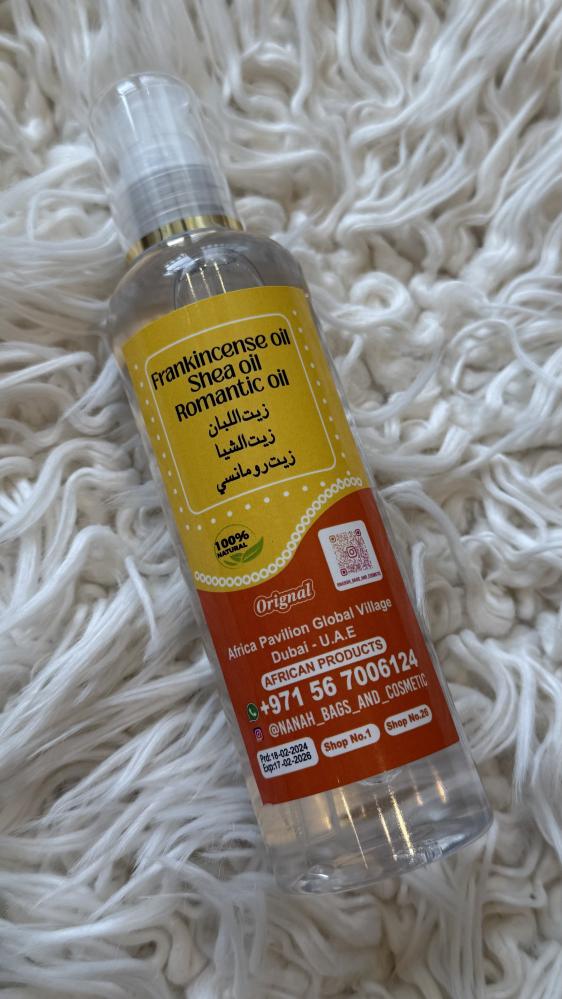 Frankincense oil
Shea oil
Romantic oil
زيت اللبان
زيت الشيا
زيت رومانسي
100%
NATURAL
@NANAH_BAGS_AND_COSMETIC
Orignal
Africa Pavilion Global Village
Dubai - U.A.E
AFRICAN PRODUCTS
+971 56 7006124
@NANAH_BAGS_AND_COSMETIC
Prd:18-02-2024
Exp:17-02-2026
Shop No.1
Shop No.26